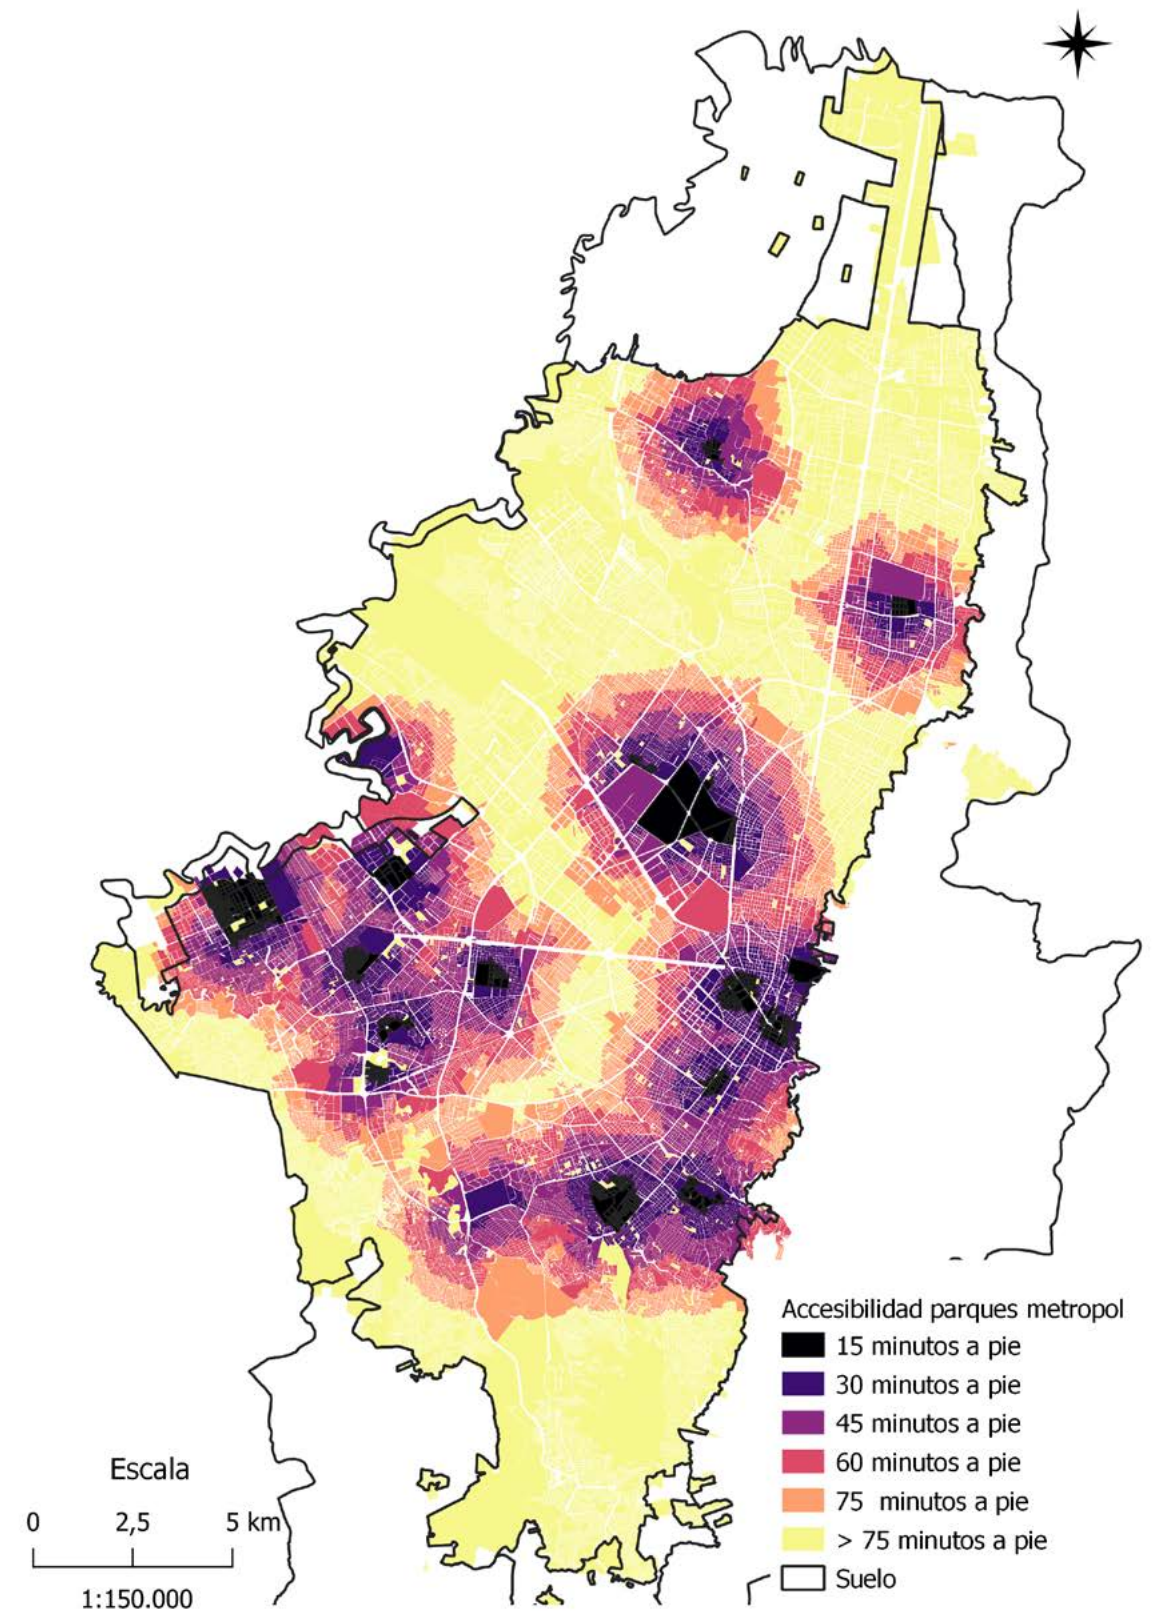 Accesibilidad parques metropol
15 minutos a pie
30 minutos a pie
45 minutos a pie
60 minutos a pie
75 minutos a pie
> 75 minutos a pie
Suelo
Escala
0 2,5 5 km
1:150.000